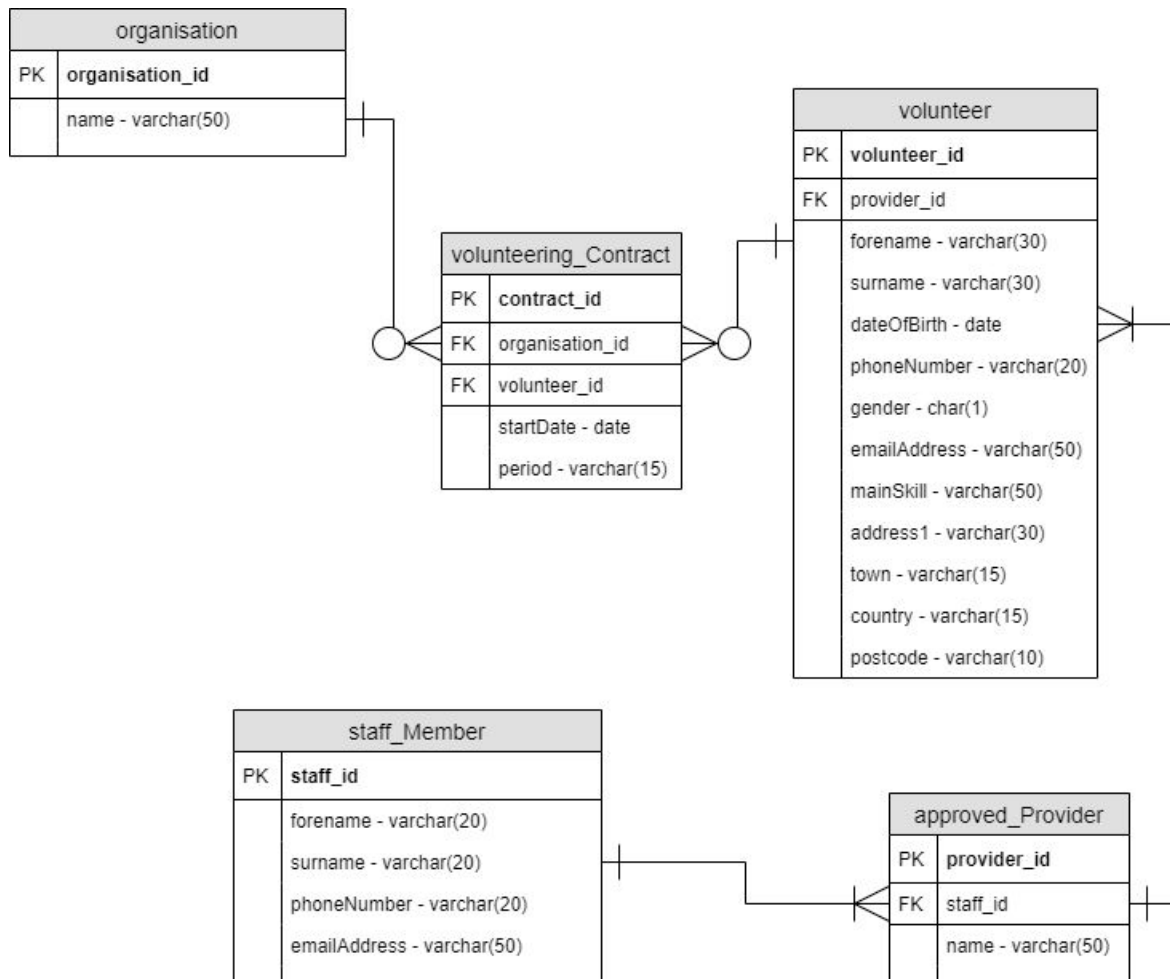 organisation
PK organisation_id
name - varchar(50)
volunteer
PK volunteer_id
FK provider_id
forename - varchar(30)
surname - varchar(30)
dateOfBirth - date
phoneNumber - varchar(20)
gender - char(1)
emailAddress - varchar(50)
mainSkill - varchar(50)
address1 - varchar(30)
town - varchar(15)
country - varchar(15)
postcode - varchar(10)
volunteering_Contract
PK contract_id
FK organisation_id
FK volunteer_id
startDate - date
period - varchar(15)
staff_Member
PK staff_id
forename - varchar(20)
surname - varchar(20)
phoneNumber - varchar(20)
emailAddress - varchar(50)
approved_Provider
PK provider_id
FK staff_id
name - varchar(50)